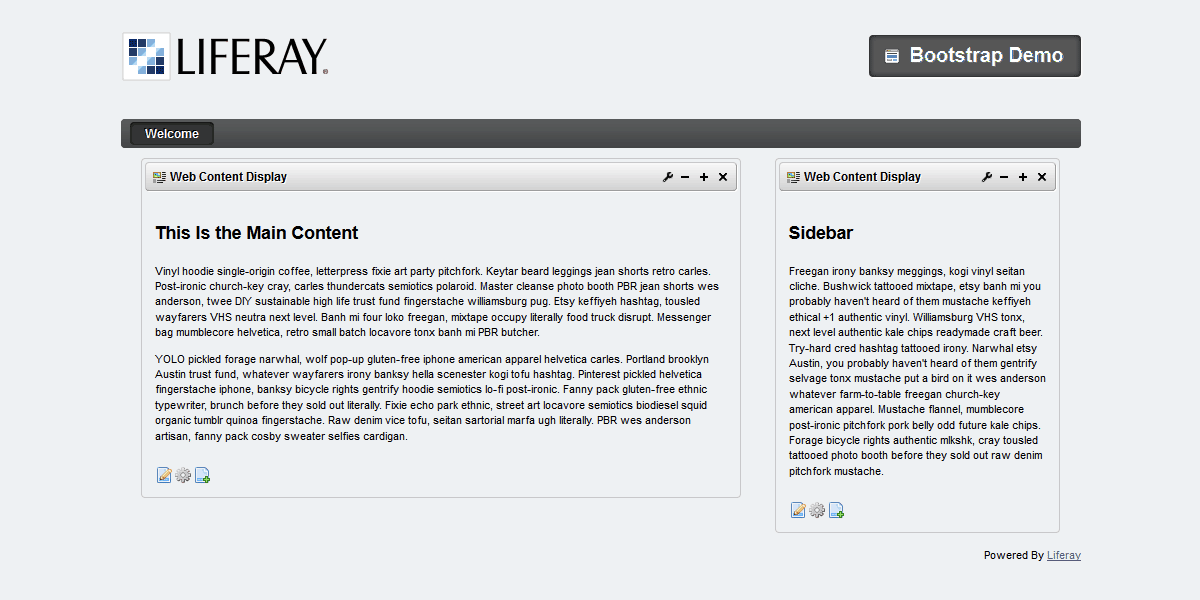 LIFERAY®
Bootstrap Demo
Welcome
Web Content Display
This Is the Main Content
Vinyl hoodie single-origin coffee, letterpress fixie art party pitchfork. Keytar beard leggings jean shorts retro carles.
Post-ironic church-key cray, carles thundercats semiotics polaroid. Master cleanse photo booth PBR jean shorts wes
anderson, twee DIY sustainable high life trust fund fingerstache williamsburg pug. Etsy keffiyeh hashtag, tousled
wayfarers VHS neutra next level. Banh mi four loko freegan, mixtape occupy literally food truck disrupt. Messenger
bag mumblecore helvetica, retro small batch locavore tonx banh mi PBR butcher.
YOLO pickled forage narwhal, wolf pop-up gluten-free iphone american apparel helvetica carles. Portland brooklyn
Austin trust fund, whatever wayfarers irony banksy hella scenester kogi tofu hashtag. Pinterest pickled helvetica
fingerstache iphone, banksy bicycle rights gentrify hoodie semiotics lo-fi post-ironic. Fanny pack gluten-free ethnic
typewriter, brunch before they sold out literally. Fixie echo park ethnic, street art locavore semiotics biodiesel squid
organic tumblr quinoa fingerstache. Raw denim vice tofu, seitan sartorial marfa ugh literally. PBR wes anderson
artisan, fanny pack cosby sweater selfies cardigan.
Web Content Display
Sidebar
Freegan irony banksy meggings, kogi vinyl seitan
cliche. Bushwick tattooed mixtape, etsy banh mi you
probably haven't heard of them mustache keffiyeh
ethical +1 authentic vinyl. Williamsburg VHS tonx,
next level authentic kale chips readymade craft beer.
Try-hard cred hashtag tattooed irony. Narwhal etsy
Austin, you probably haven't heard of them gentrify
selvage tonx mustache put a bird on it wes anderson
whatever farm-to-table freegan church-key
american apparel. Mustache flannel, mumblecore
post-ironic pitchfork pork belly odd future kale chips.
Forage bicycle rights authentic mlkshk, cray tousled
tattooed photo booth before they sold out raw denim
pitchfork mustache.
Powered By Liferay